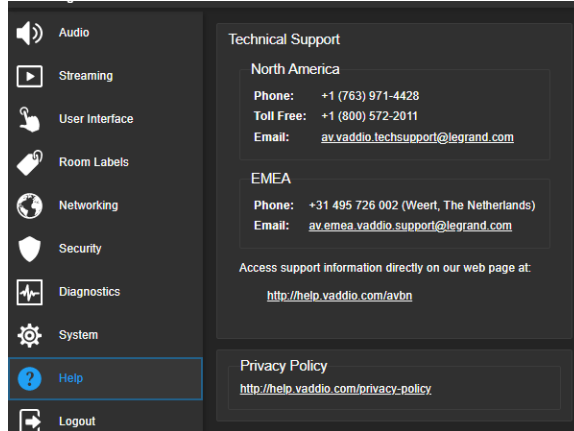 Audio
Streaming
User Interface
Room Labels
Networking
Security
Diagnostics
System
? Help
Logout
Technical Support
North America
Phone: +1 (763) 971-4428
Toll Free: +1 (800) 572-2011
Email: av.vaddio.techsupport@legrand.com
EMEA
Phone: +31 495 726 002 (Weert, The Netherlands)
Email: av.emea.vaddio.support@legrand.com
Access support information directly on our web page at:
http://help.vaddio.com/avbn
Privacy Policy
http://help.vaddio.com/privacy-policy